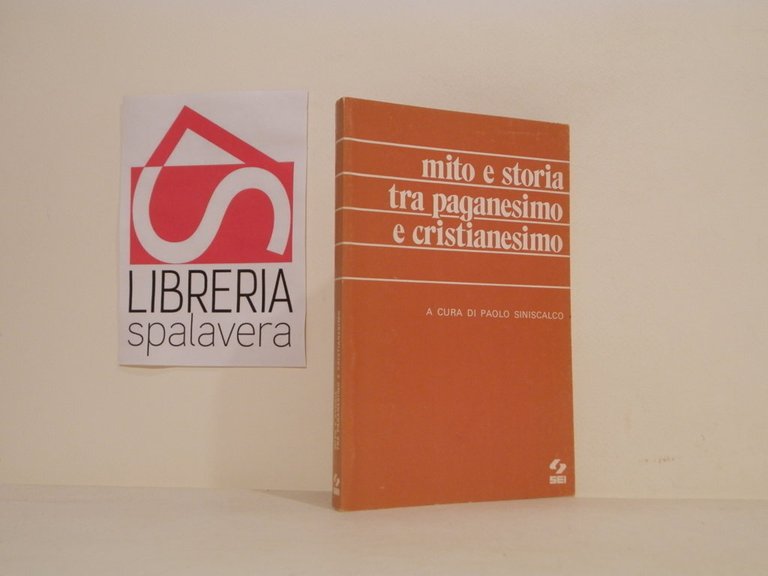 LIBRERIA
spalavera
mito e storia
tra paganesimo
e cristianesimo
A CURA DI PAOLO SINISCALCO
SEI